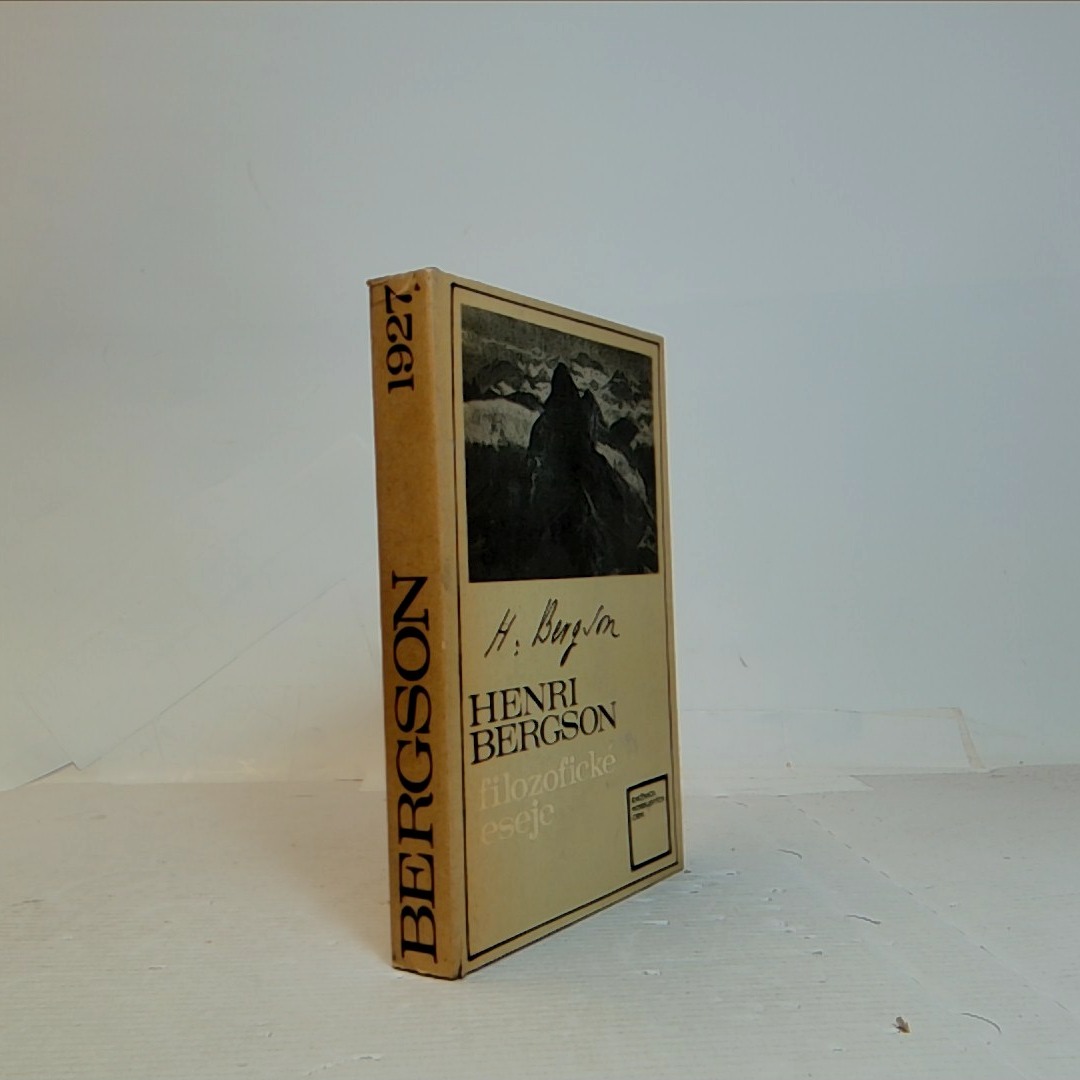 BERGSON 1927
H. Bergson
HENRI
BERGSON
filozofické
eseje